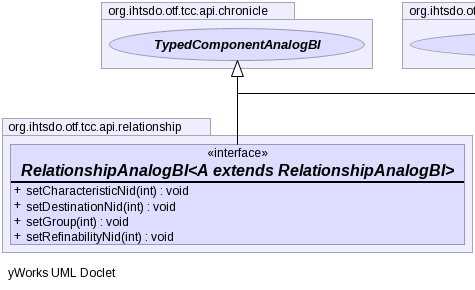 org.ihtsdo.otf.tcc.api.chronicle
org.ihtsdo.ot
TypedComponentAnalogBI
org.ihtsdo.otf.tcc.api.relationship
«interface»
RelationshipAnalogBI<A extends RelationshipAnalogBI>
+ setCharacteristicNid(int) : void
+ setDestinationNid(int) : void
+ setGroup(int) : void
+ setRefinabilityNid(int) : void
yWorks UML Doclet